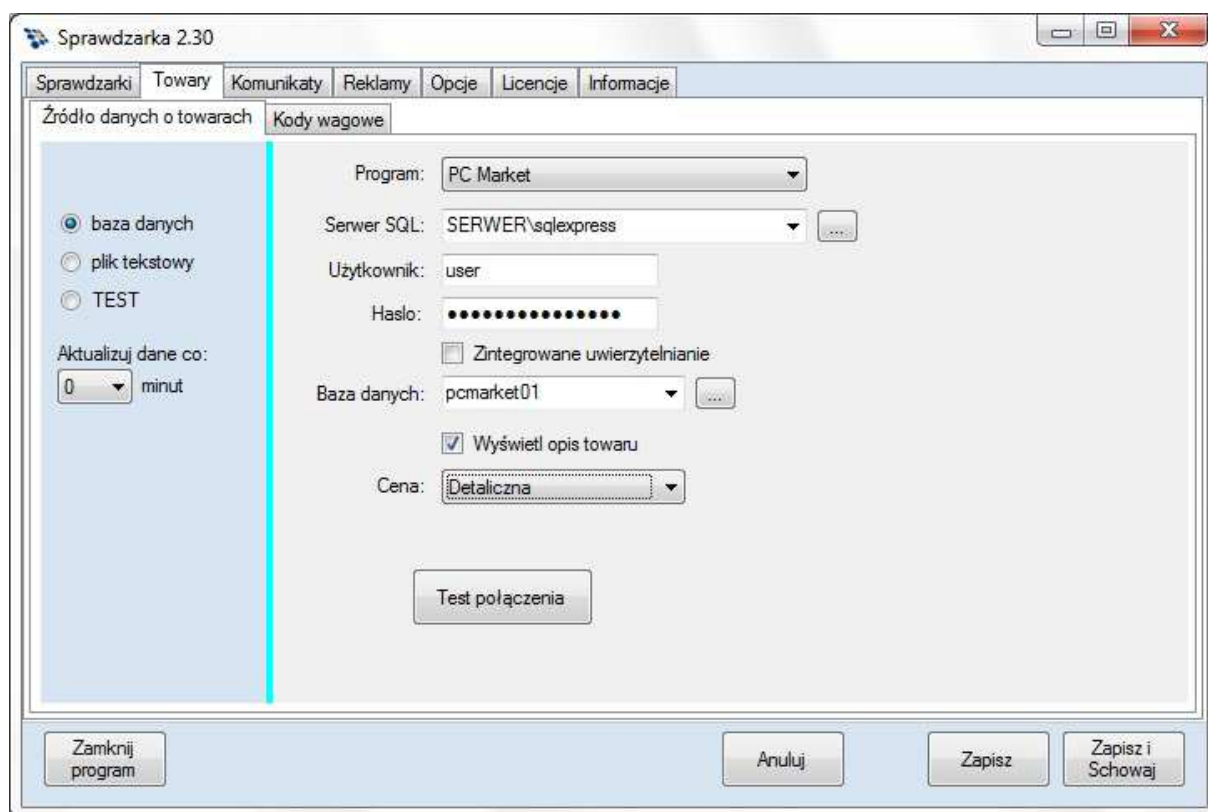 Sprawdzarka 2.30
Sprawdzarki Towary Komunikaty Reklamy Opcje Licencje Informacje
Źródło danych o towarach Kody wagowe
Program: PC Market
baza danych Serwer SQL: SERWER\sqlexpress ...
plik tekstowy Użytkownik: user
TEST Hasło: ●●●●●●●●●●●●●●●
Aktualizuj dane co: Zintegrowane uwierzytelnianie
0 minut Baza danych: pcmarket01 ...
Wyświetl opis towaru
Cena: Detaliczna
Test połączenia
Zamknij program Anuluj Zapisz Zapisz i Schowaj